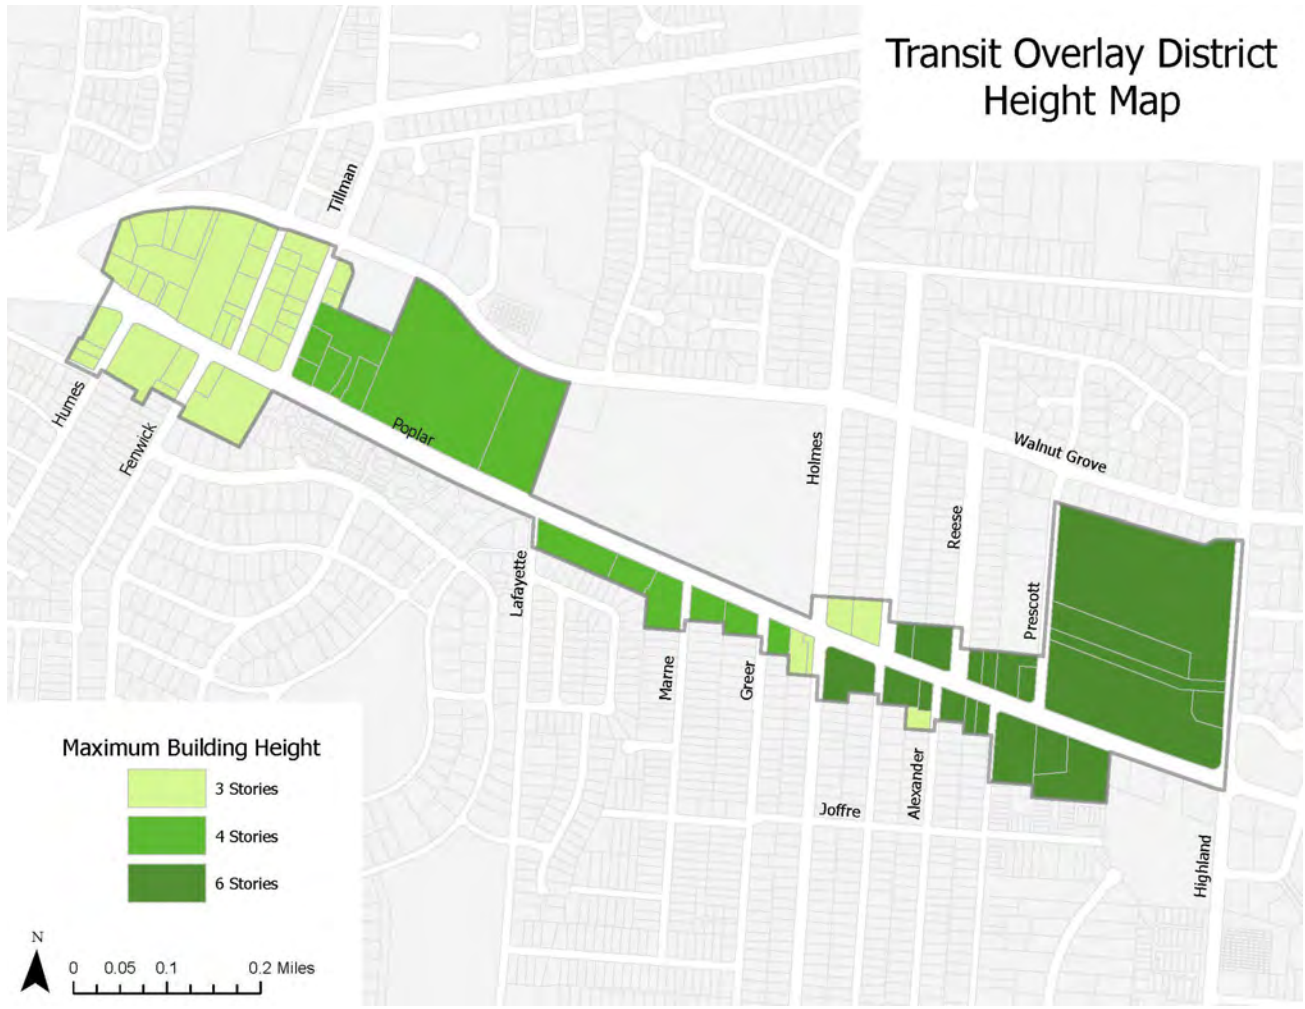 Transit Overlay District
Height Map
Tillman
Humes
Fenwick
Poplar
Holmes
Walnut Grove
Reese
Lafayette
Prescott
Marne
Greer
Alexander
Joffre
Highland
Maximum Building Height
3 Stories
4 Stories
6 Stories
N
0 0.05 0.1 0.2 Miles